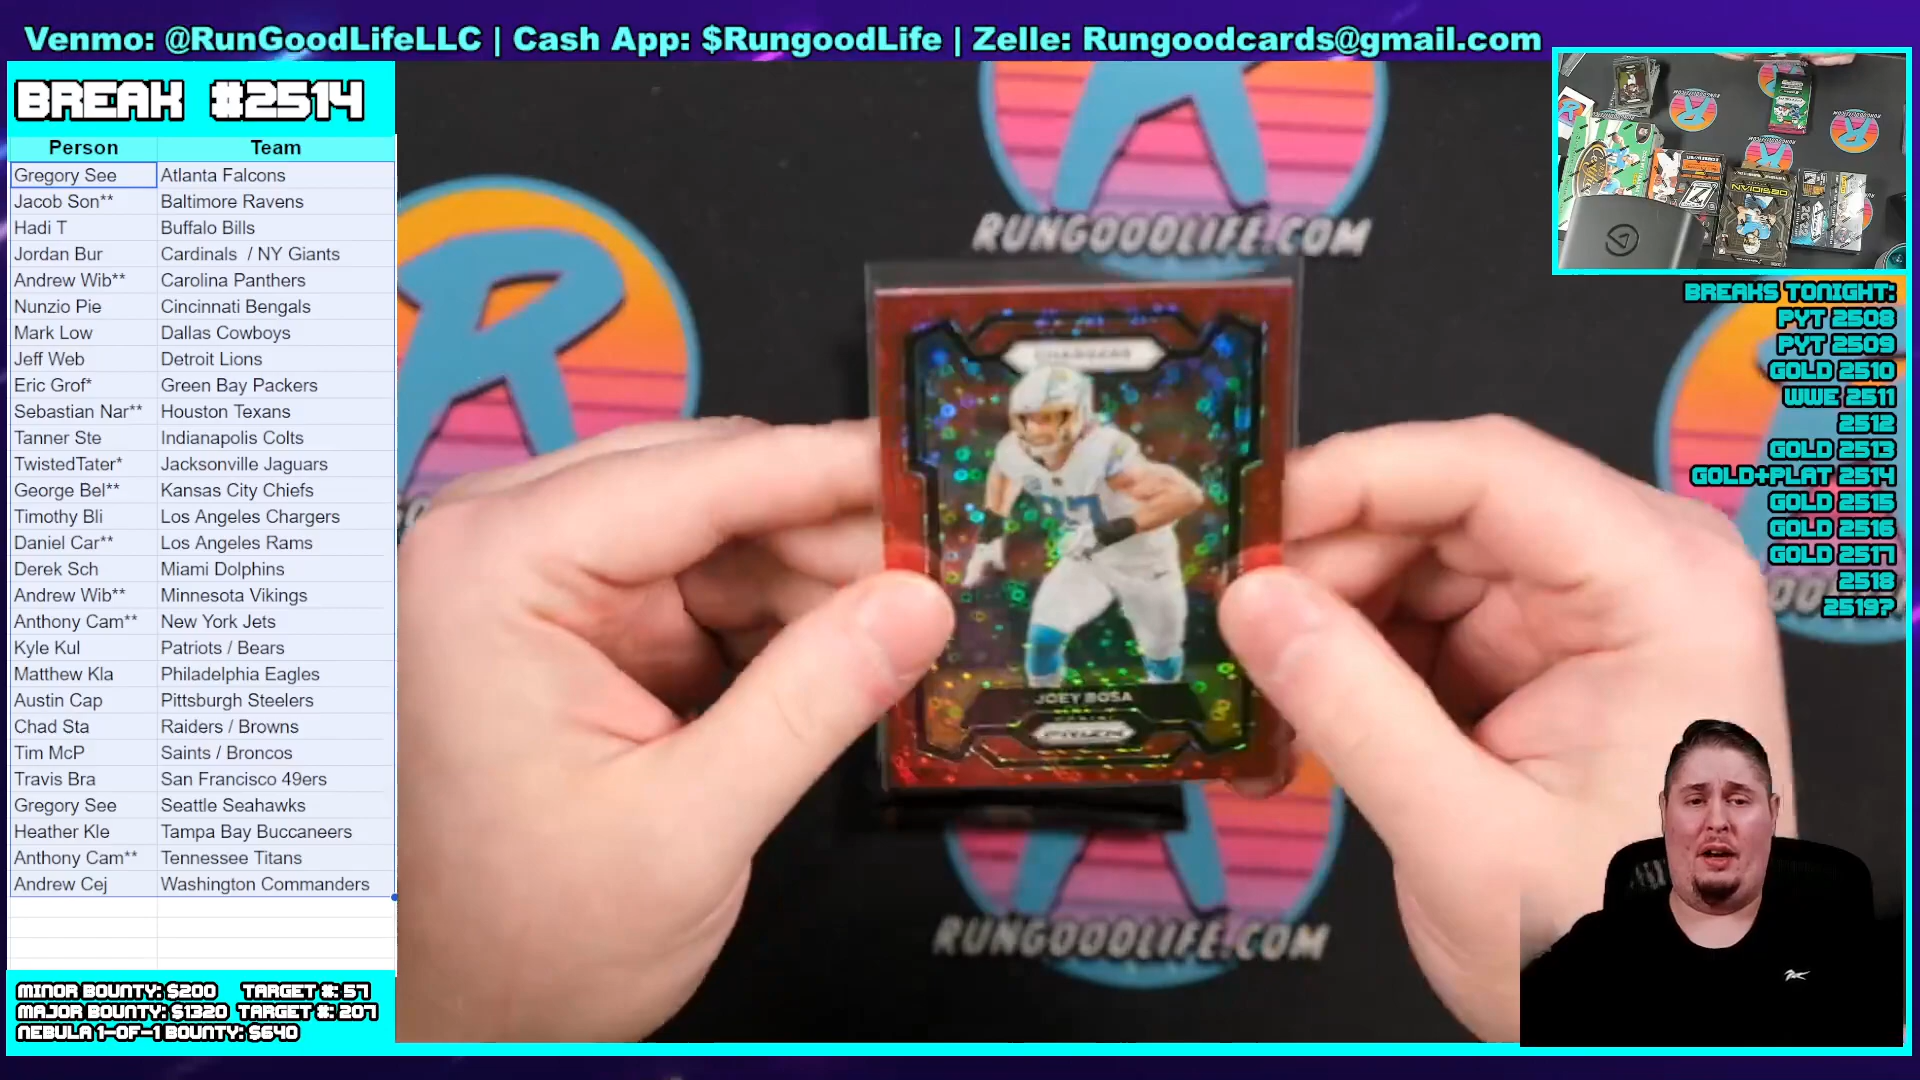 Venmo: @RunGoodLifeLLC | Cash App: $RungoodLife | Zelle: Rungoodcards@gmail.com
BREAK #2514
Person Team
Gregory See Atlanta Falcons
Jacob Son** Baltimore Ravens
Hadi T Buffalo Bills
Jordan Bur Cardinals / NY Giants
Andrew Wib** Carolina Panthers
Nunzio Pie Cincinnati Bengals
Mark Low Dallas Cowboys
Jeff Web Detroit Lions
Eric Grof* Green Bay Packers
Sebastian Nar** Houston Texans
Tanner Ste Indianapolis Colts
TwistedTater* Jacksonville Jaguars
George Bel** Kansas City Chiefs
Timothy Bli Los Angeles Chargers
Daniel Car** Los Angeles Rams
Derek Sch Miami Dolphins
Andrew Wib** Minnesota Vikings
Anthony Cam** New York Jets
Kyle Kul Patriots / Bears
Matthew Kla Philadelphia Eagles
Austin Cap Pittsburgh Steelers
Chad Sta Raiders / Browns
Tim McP Saints / Broncos
Travis Bra San Francisco 49ers
Gregory See Seattle Seahawks
Heather Kle Tampa Bay Buccaneers
Anthony Cam** Tennessee Titans
Andrew Cej Washington Commanders
MINOR BOUNTY: $200 TARGET #: 57
MAJOR BOUNTY: $1320 TARGET #: 207
NEBULA 1-OF-1 BOUNTY: $640
RUNGOODLIFE.COM
CHARGERS
JOEY BOSA
PRIZM
RUNGOODLIFE.COM
BREAKS TONIGHT:
PYT 2508
PYT 2509
GOLD 2510
WWE 2511
2512
GOLD 2513
GOLD+PLAT 2514
GOLD 2515
GOLD 2516
GOLD 2517
2518
2519?
OBSIDIAN